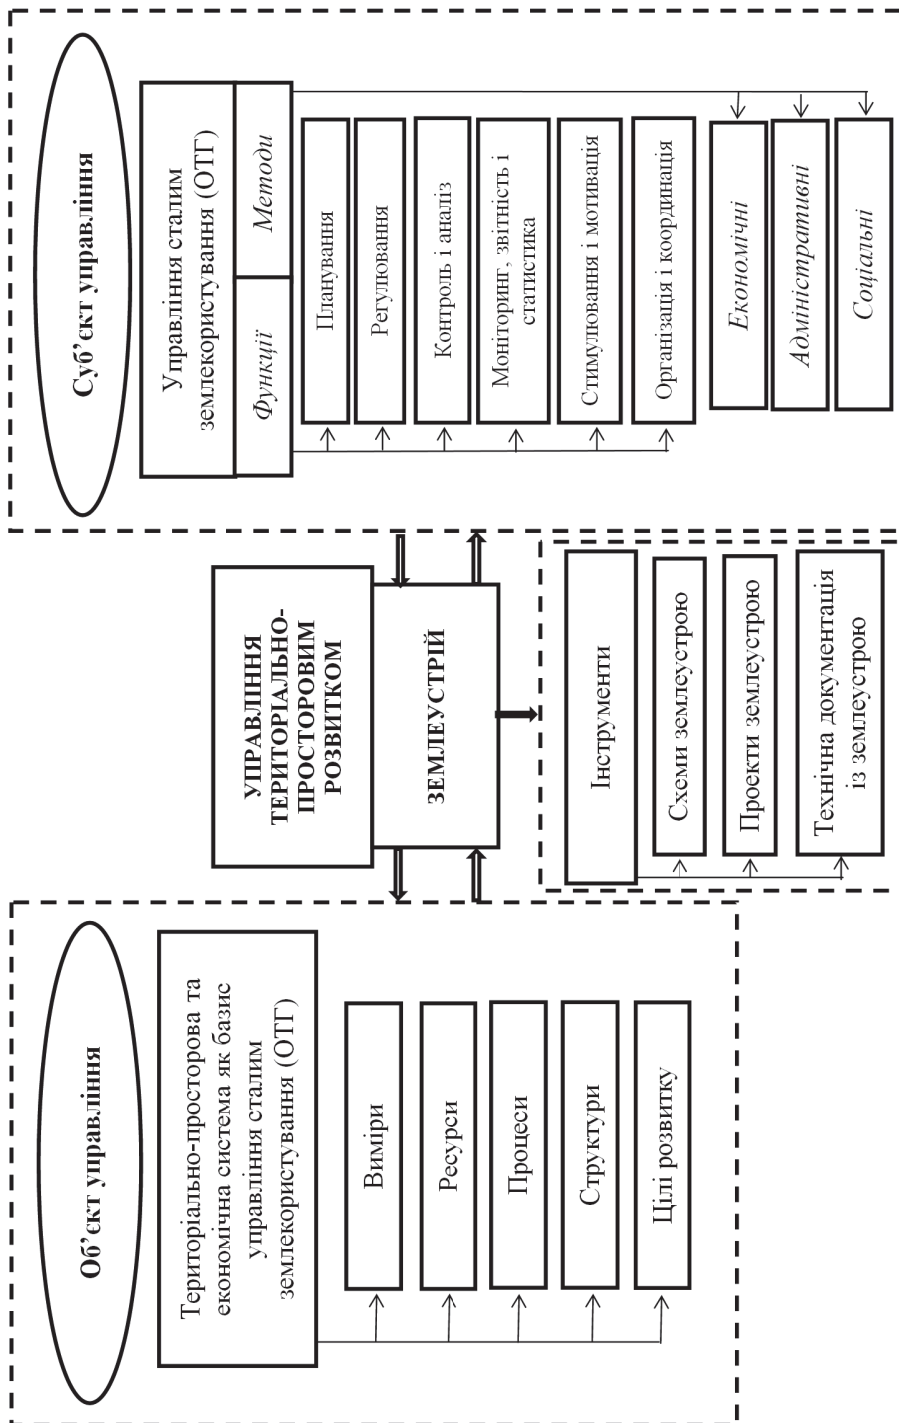 Об’єкт управління
Територіально-просторова та
економічна система як базис
управління сталим
землекористування (ОТГ)
Виміри
Ресурси
Процеси
Структури
Цілі розвитку
УПРАВЛІННЯ
ТЕРИТОРІАЛЬНО-
ПРОСТОРОВИМ
РОЗВИТКОМ
ЗЕМЛЕУСТРІЙ
Інструменти
Схеми землеустрою
Проекти землеустрою
Технічна документація
із землеустрою
Суб’єкт управління
Управління сталим
землекористування (ОТГ)
Функції
Методи
Планування
Регулювання
Контроль і аналіз
Моніторинг, звітність і
статистика
Стимулювання і мотивація
Організація і координація
Економічні
Адміністративні
Соціальні